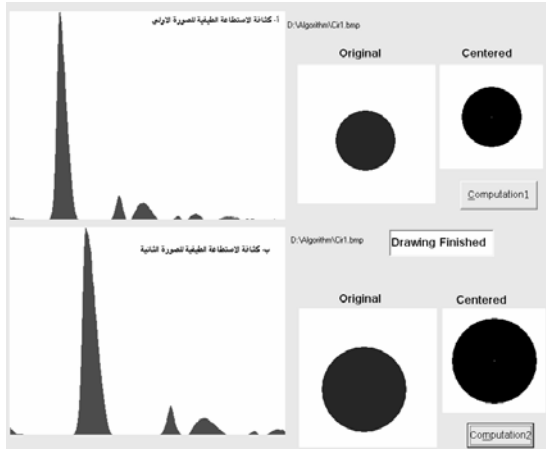 أ- كثافة الاستطاعة الطيفية للصورة الاولى
D:\Algorithm\Cir1.bmp
Original
Centered
Computation1
ب- كثافة الاستطاعة الطيفية للصورة الثانية
D:\Algorithm\Cir1.bmp
Drawing Finished
Original
Centered
Computation2